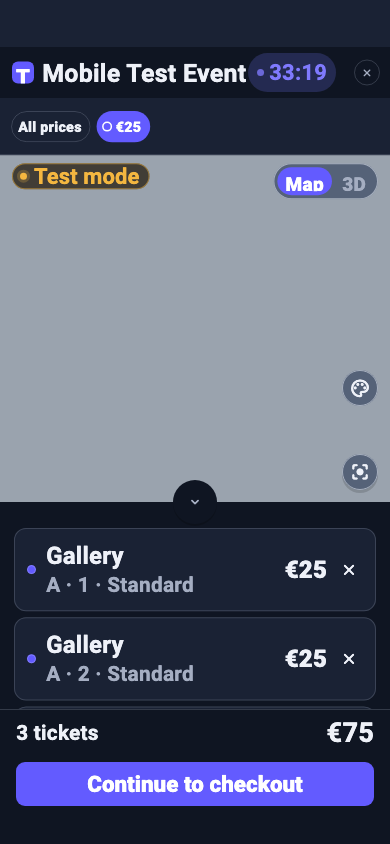 T Mobile Test Event 33:19 ×
All prices €25
Test mode Map 3D
Gallery
A · 1 · Standard €25 ×
Gallery
A · 2 · Standard €25 ×
3 tickets €75
Continue to checkout